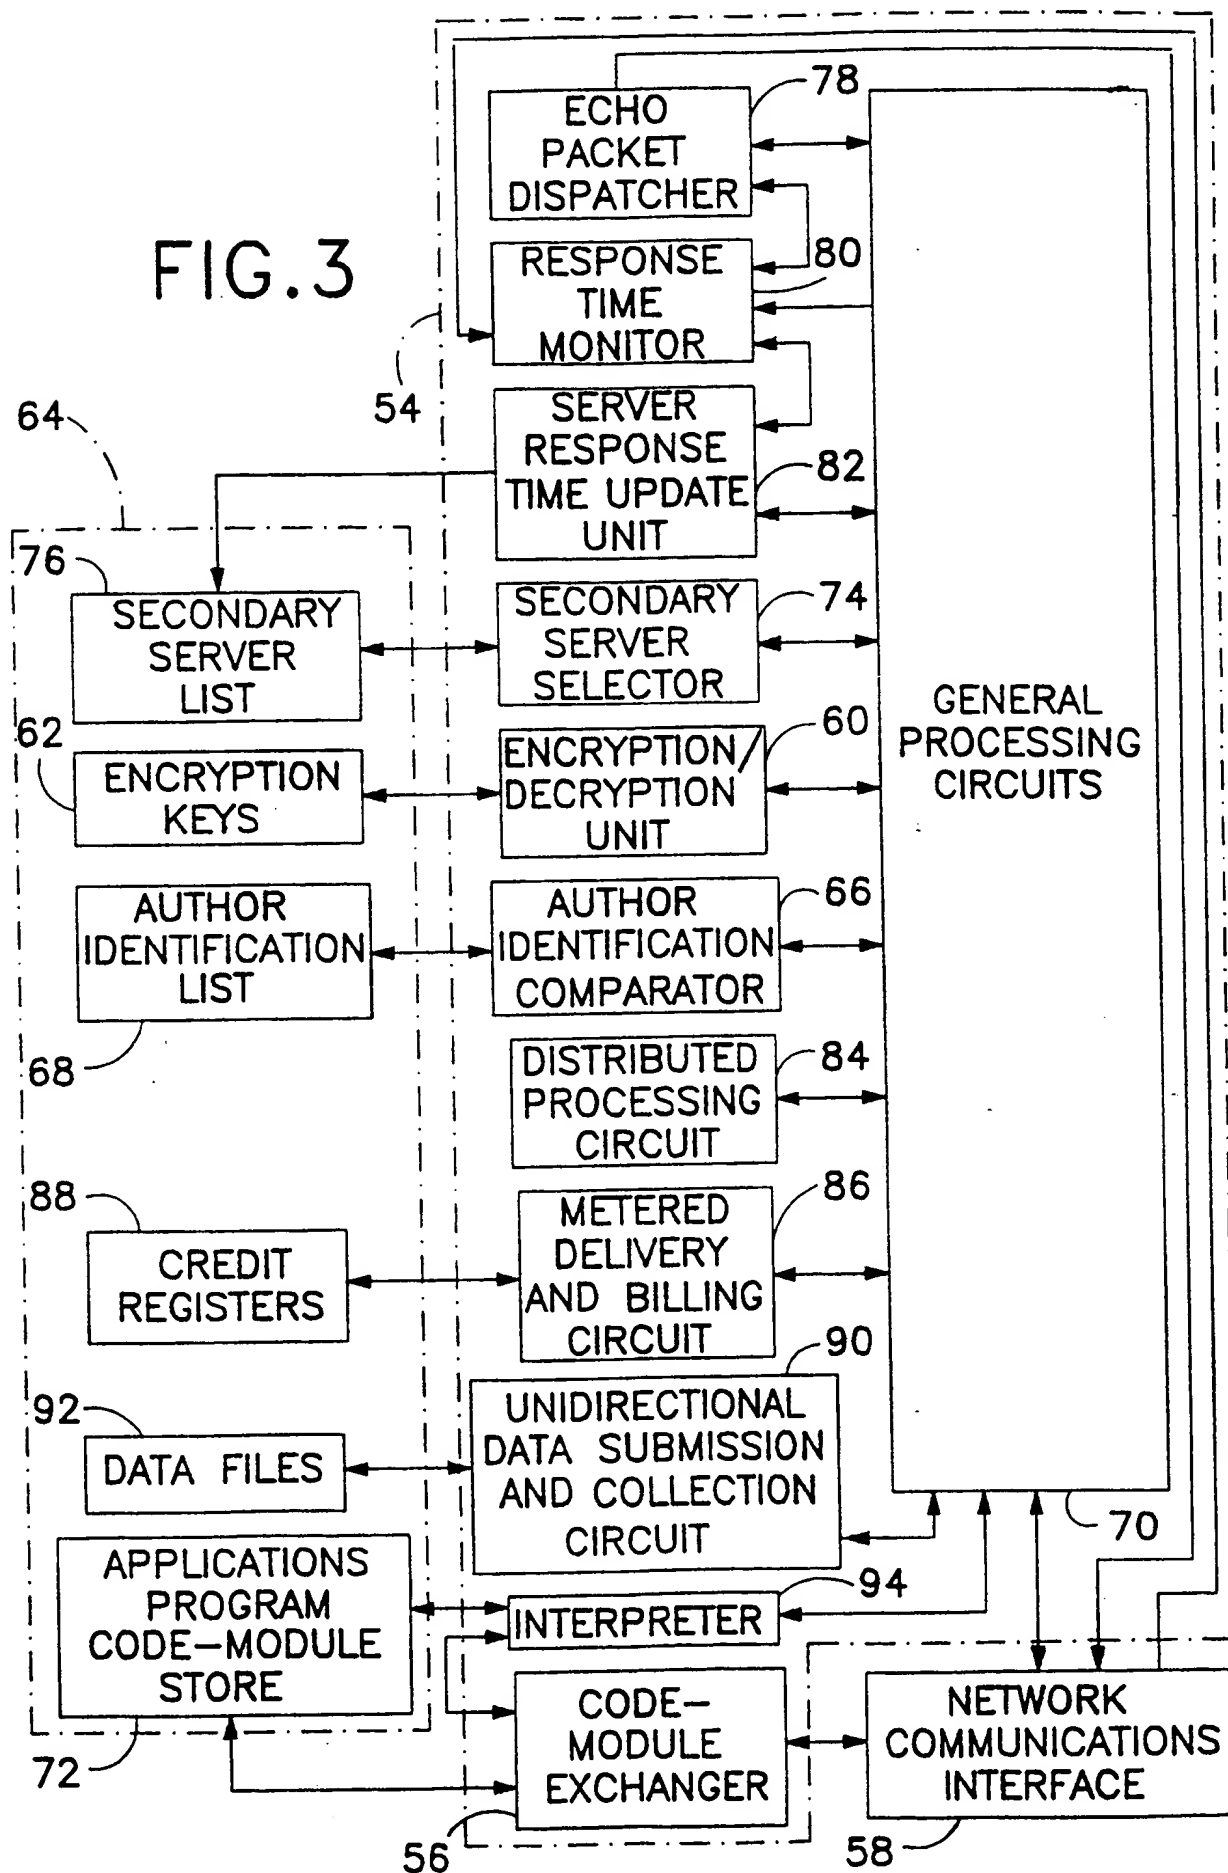 FIG.3
54
64
ECHO
PACKET
DISPATCHER
78
RESPONSE
TIME
MONITOR
80
SERVER
RESPONSE
TIME UPDATE
UNIT
82
76
SECONDARY
SERVER
LIST
SECONDARY
SERVER
SELECTOR
74
GENERAL
PROCESSING
CIRCUITS
62
ENCRYPTION
KEYS
ENCRYPTION/
DECRYPTION
UNIT
60
AUTHOR
IDENTIFICATION
LIST
68
AUTHOR
IDENTIFICATION
COMPARATOR
66
DISTRIBUTED
PROCESSING
CIRCUIT
84
88
CREDIT
REGISTERS
METERED
DELIVERY
AND BILLING
CIRCUIT
86
92
DATA FILES
UNIDIRECTIONAL
DATA SUBMISSION
AND COLLECTION
CIRCUIT
90
70
APPLICATIONS
PROGRAM
CODE-MODULE
STORE
72
INTERPRETER
94
CODE-
MODULE
EXCHANGER
56
NETWORK
COMMUNICATIONS
INTERFACE
58